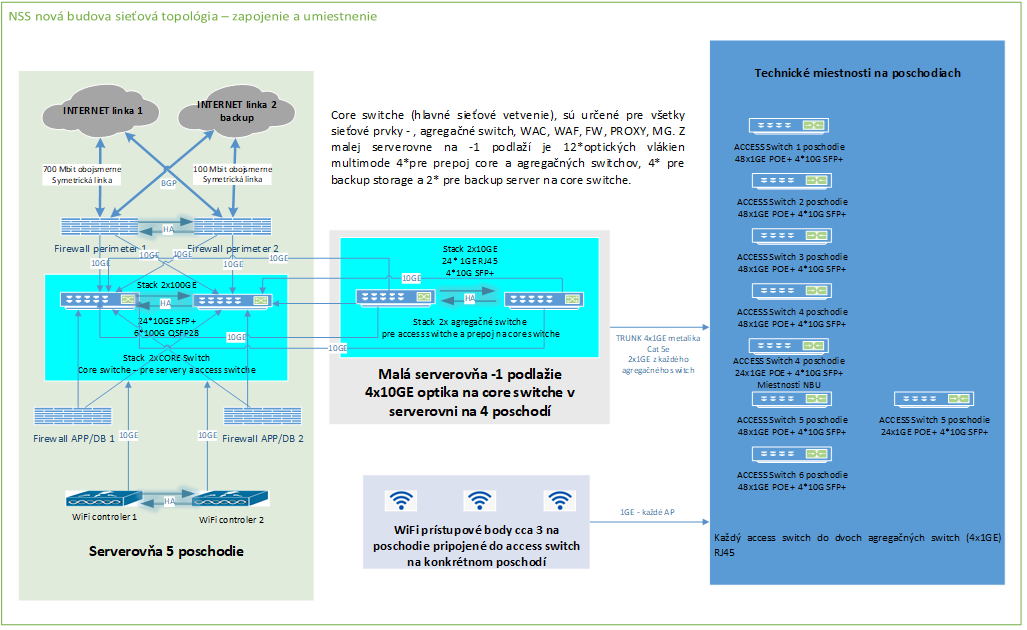 NSS nová budova sieťová topológia – zapojenie a umiestnenie
INTERNET linka 1
INTERNET linka 2
backup
700 Mbit obojsmerne
Symetrická linka
100 Mbit obojsmerne
Symetrická linka
BGP
HA
Firewall perimeter 1
Firewall perimeter 2
10GE
10GE
10GE
10GE
10GE
Stack 2x100GE
HA
24*10GE SFP+
6*100G QSFP28
10GE
Stack 2xCORE Switch
Core switche – pre servery a access switche
Firewall APP/DB 1
10GE
10GE
Firewall APP/DB 2
HA
WiFi controler 1
WiFi controler 2
Serverovňa 5 poschodie
Core switche (hlavné sieťové vetvenie), sú určené pre všetky
sieťové prvky - , agregačné switch, WAC, WAF, FW, PROXY, MG. Z
malej serverovne na -1 podlaží je 12*optických vlákien
multimode 4*pre prepoj core a agregačných switchov, 4* pre
backup storage a 2* pre backup server na core switche.
Stack 2x10GE
24* 1GE RJ45
4*10G SFP+
10GE
HA
Stack 2x agregačné switche
pre access switche a prepoj na core switche
10GE
Malá serverovňa -1 podlažie
4x10GE optika na core switche v
serverovni na 4 poschodí
TRUNK 4x1GE metalika
Cat 5e
2x1GE z každého
agregačného switch
WiFi prístupové body cca 3 na
poschodie pripojené do access switch
na konkrétnom poschodí
1GE - každé AP
Technické miestnosti na poschodiach
ACCESS Switch 1 poschodie
48x1GE POE+ 4*10G SFP+
ACCESS Switch 2 poschodie
48x1GE POE+ 4*10G SFP+
ACCESS Switch 3 poschodie
48x1GE POE+ 4*10G SFP+
ACCESS Switch 4 poschodie
48x1GE POE+ 4*10G SFP+
ACCESS Switch 4 poschodie
24x1GE POE+ 4*10G SFP+
Miestnosti NBU
ACCESS Switch 5 poschodie
48x1GE POE+ 4*10G SFP+
ACCESS Switch 5 poschodie
24x1GE POE+ 4*10G SFP+
ACCESS Switch 6 poschodie
48x1GE POE+ 4*10G SFP+
Každý access switch do dvoch agregačných switch (4x1GE)
RJ45